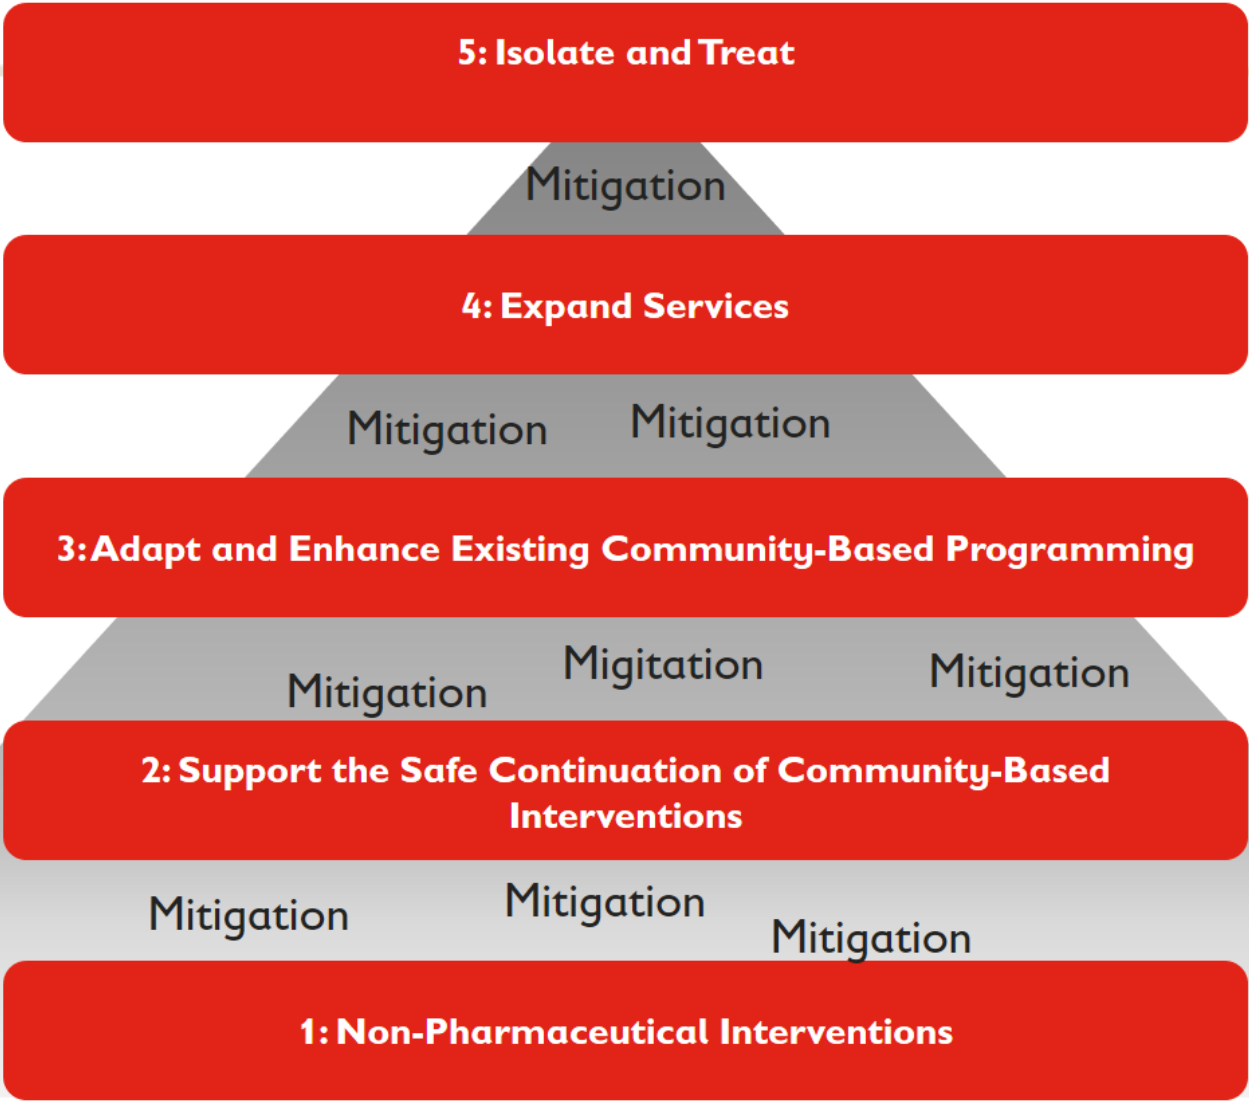 5: Isolate and Treat
Mitigation
4: Expand Services
Mitigation Mitigation
3: Adapt and Enhance Existing Community-Based Programming
Mitigation Migitation Mitigation
2: Support the Safe Continuation of Community-Based
Interventions
Mitigation Mitigation Mitigation
1: Non-Pharmaceutical Interventions